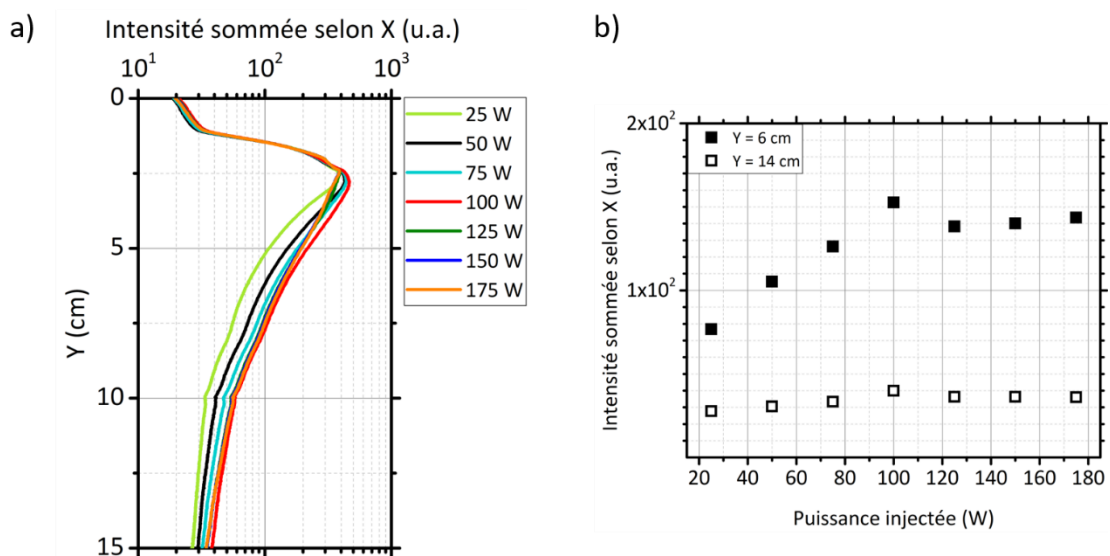 a)
Intensité sommée selon X (u.a.)
10¹ 10² 10³
0
5
10
15
Y (cm)
25 W
50 W
75 W
100 W
125 W
150 W
175 W
b)
2x10²
1x10²
Intensité sommée selon X (u.a.)
Y = 6 cm
Y = 14 cm
20 40 60 80 100 120 140 160 180
Puissance injectée (W)